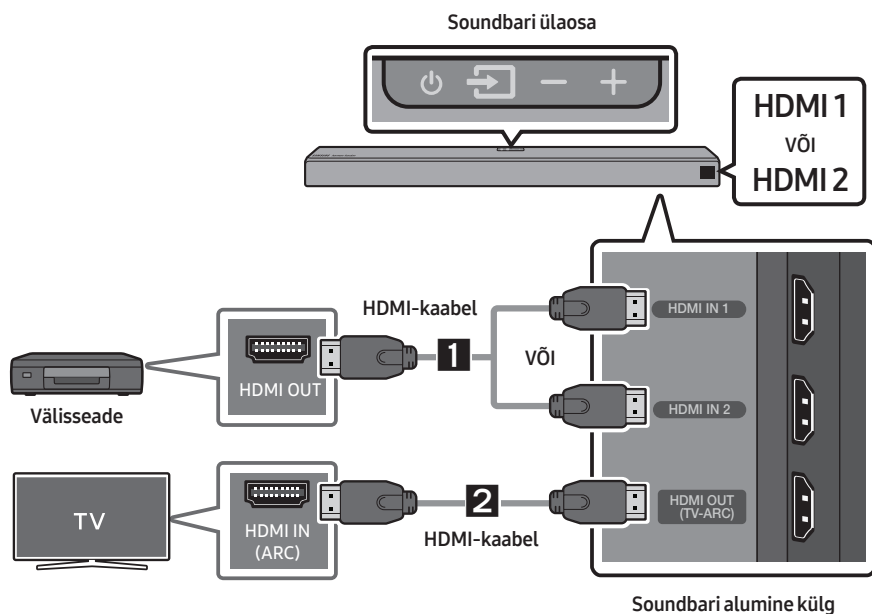 Soundbari ülaosa
HDMI 1
VÕI
HDMI 2
HDMI-kaabel
HDMI IN 1
1
VÕI
HDMI OUT
Välisseade
HDMI IN 2
TV
HDMI IN
(ARC)
2
HDMI-kaabel
HDMI OUT
(TV-ARC)
Soundbari alumine külg